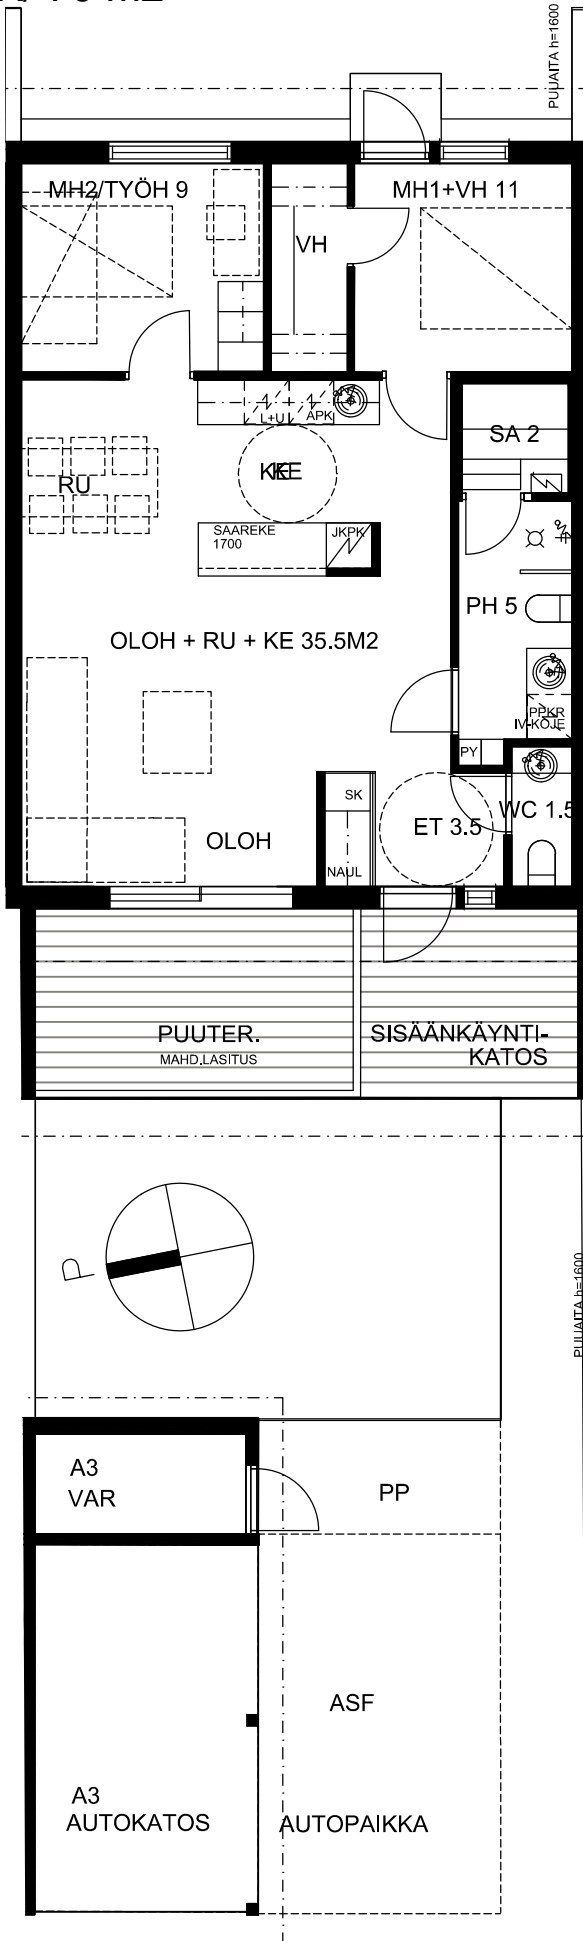 PUUAITA h=1600
MH2/TYÖH 9
MH1+VH 11
VH
L+U
APK
SA 2
RU
KE
SAAREKE
1700
JKPK
PH 5
OLOH + RU + KE 35.5M2
PPKR
IV-KOJE
PY
SK
WC 1.5
ET 3.5
OLOH
NAUL
PUUTER.
MAHD.LASITUS
SISÄÄNKÄYNTI-
KATOS
P
PUUAITA h=1600
A3
VAR
PP
ASF
A3
AUTOKATOS
AUTOPAIKKA